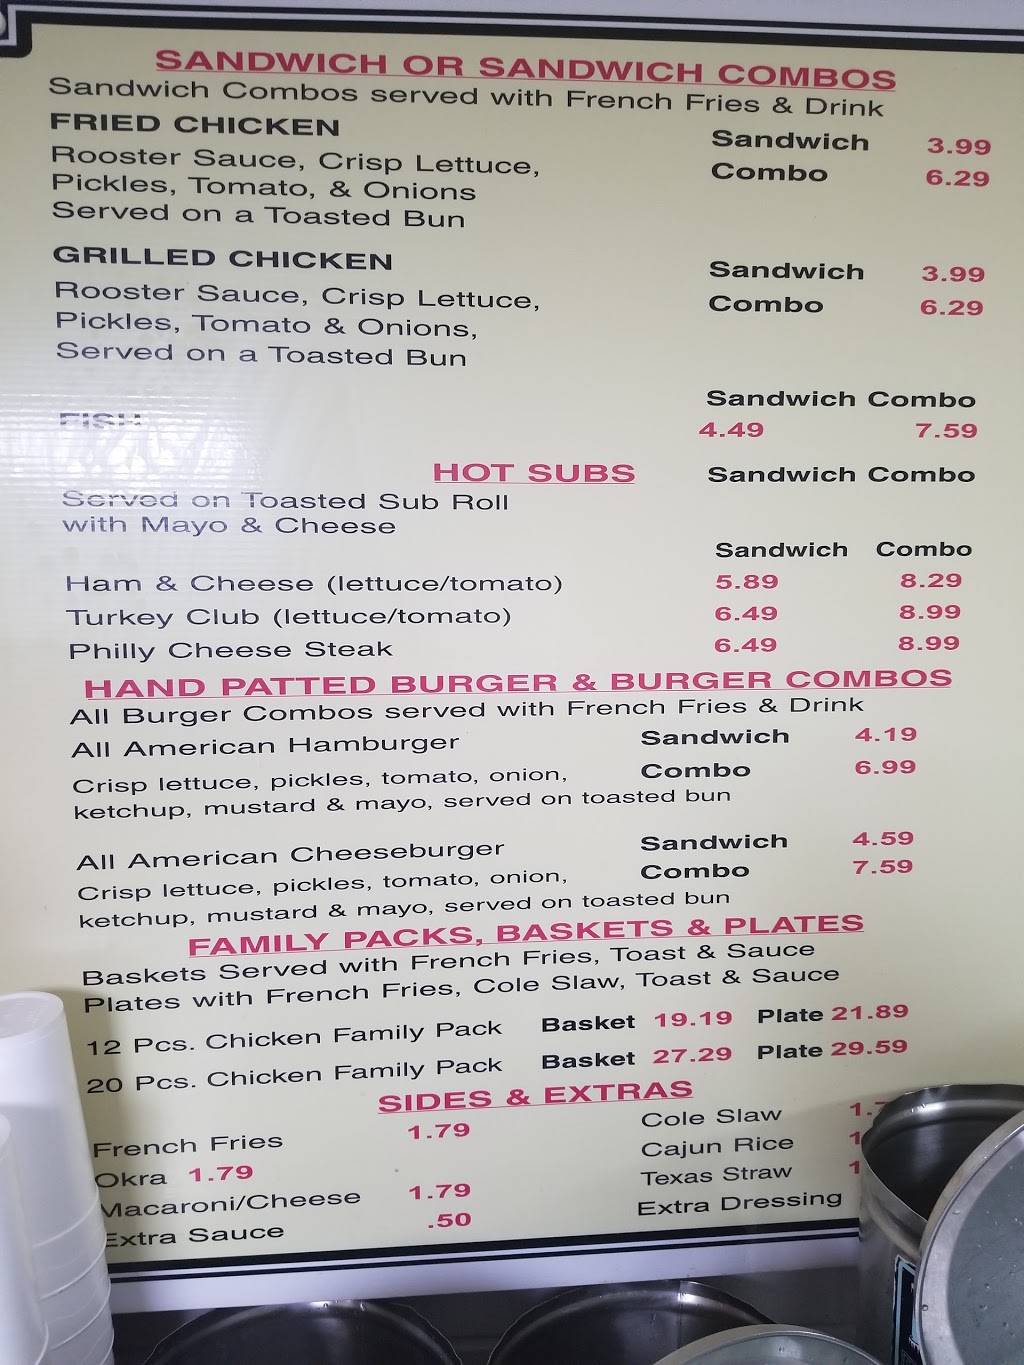 SANDWICH OR SANDWICH COMBOS
Sandwich Combos served with French Fries & Drink
FRIED CHICKEN Sandwich 3.99
Rooster Sauce, Crisp Lettuce, Combo 6.29
Pickles, Tomato, & Onions
Served on a Toasted Bun
GRILLED CHICKEN Sandwich 3.99
Rooster Sauce, Crisp Lettuce, Combo 6.29
Pickles, Tomato & Onions,
Served on a Toasted Bun
Sandwich Combo
FISH 4.49 7.59
HOT SUBS Sandwich Combo
Served on Toasted Sub Roll
with Mayo & Cheese
Sandwich Combo
Ham & Cheese (lettuce/tomato) 5.89 8.29
Turkey Club (lettuce/tomato) 6.49 8.99
Philly Cheese Steak 6.49 8.99
HAND PATTED BURGER & BURGER COMBOS
All Burger Combos served with French Fries & Drink
All American Hamburger Sandwich 4.19
Crisp lettuce, pickles, tomato, onion, Combo 6.99
ketchup, mustard & mayo, served on toasted bun
All American Cheeseburger Sandwich 4.59
Crisp lettuce, pickles, tomato, onion, Combo 7.59
ketchup, mustard & mayo, served on toasted bun
FAMILY PACKS, BASKETS & PLATES
Baskets Served with French Fries, Toast & Sauce
Plates with French Fries, Cole Slaw, Toast & Sauce
12 Pcs. Chicken Family Pack Basket 19.19 Plate 21.89
20 Pcs. Chicken Family Pack Basket 27.29 Plate 29.59
SIDES & EXTRAS
French Fries 1.79 Cole Slaw
Okra 1.79 Cajun Rice
Macaroni/Cheese 1.79 Texas Straw
Extra Sauce .50 Extra Dressing